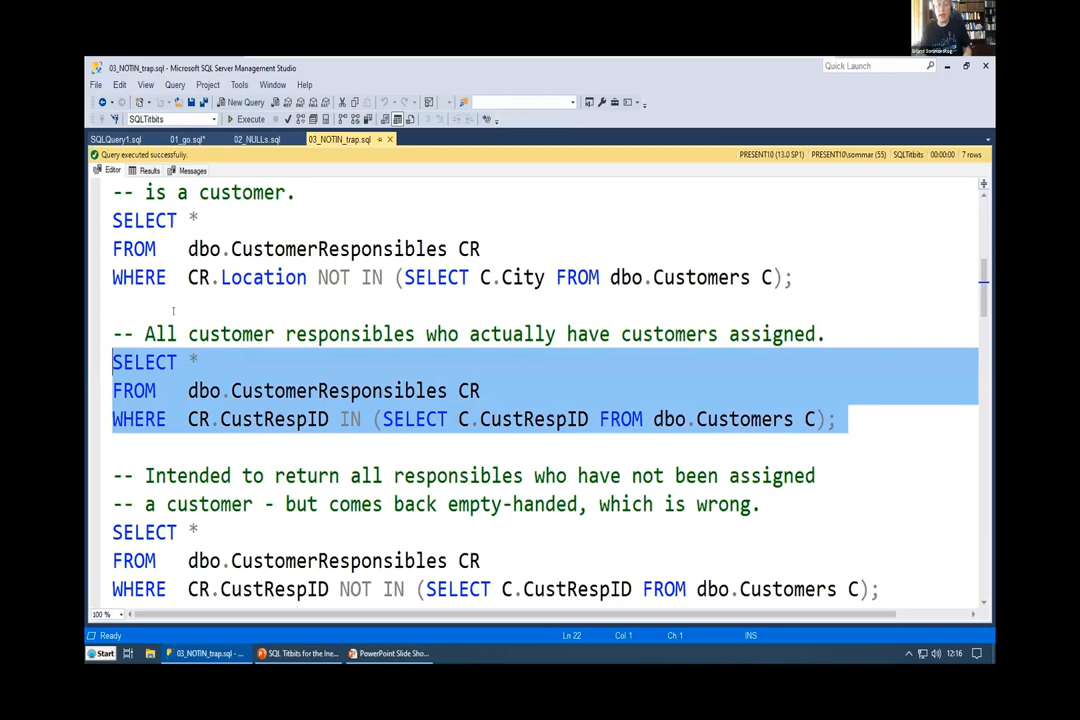 Erland Sommarskog
03_NOTIN_trap.sql - Microsoft SQL Server Management Studio
Quick Launch
File Edit View Query Project Tools Window Help
New Query
SQLTitbits
Execute
SQLQuery1.sql 01_go.sql* 02_NULLs.sql 03_NOTIN_trap.sql
Query executed successfully. PRESENT10 (13.0 SP1) PRESENT10\sommar (55) SQLTitbits 00:00:00 7 rows
Editor Results Messages
-- is a customer.
SELECT *
FROM dbo.CustomerResponsibles CR
WHERE CR.Location NOT IN (SELECT C.City FROM dbo.Customers C);
-- All customer responsibles who actually have customers assigned.
SELECT *
FROM dbo.CustomerResponsibles CR
WHERE CR.CustRespID IN (SELECT C.CustRespID FROM dbo.Customers C);
-- Intended to return all responsibles who have not been assigned
-- a customer - but comes back empty-handed, which is wrong.
SELECT *
FROM dbo.CustomerResponsibles CR
WHERE CR.CustRespID NOT IN (SELECT C.CustRespID FROM dbo.Customers C);
100 %
Ready Ln 22 Col 1 Ch 1 INS
Start 03_NOTIN_trap.sql - ... SQL Titbits for the Ine... PowerPoint Slide Sho... 12:16